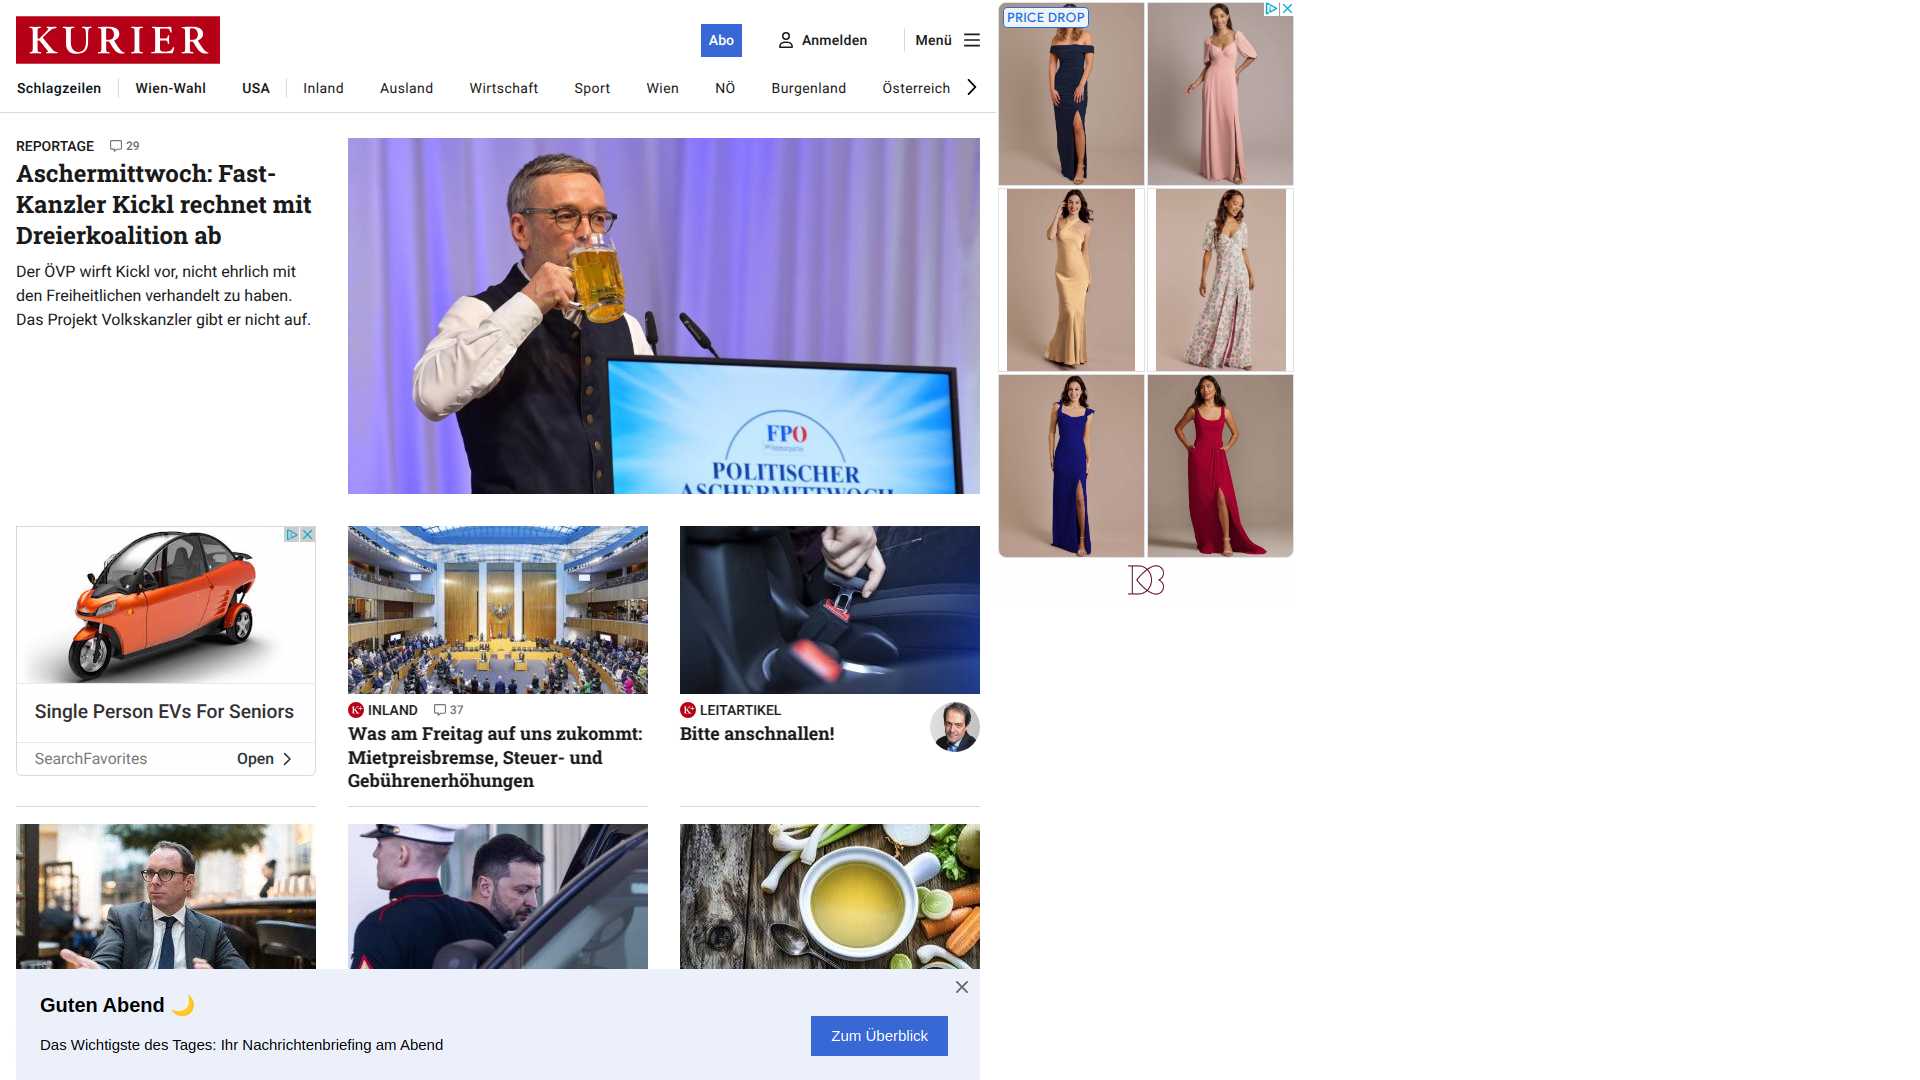 KURIER
Abo
Anmelden
Menü
Schlagzeilen
Wien-Wahl
USA
Inland
Ausland
Wirtschaft
Sport
Wien
NÖ
Burgenland
Österreich
REPORTAGE 29
Aschermittwoch: Fast-
Kanzler Kickl rechnet mit
Dreierkoalition ab
Der ÖVP wirft Kickl vor, nicht ehrlich mit
den Freiheitlichen verhandelt zu haben.
Das Projekt Volkskanzler gibt er nicht auf.
FPÖ
POLITISCHER
ASCHERMITTWOCH
PRICE DROP
DB
Single Person EVs For Seniors
SearchFavorites
Open
K+ INLAND 37
Was am Freitag auf uns zukommt:
Mietpreisbremse, Steuer- und
Gebührenerhöhungen
K+ LEITARTIKEL
Bitte anschnallen!
Guten Abend
Das Wichtigste des Tages: Ihr Nachrichtenbriefing am Abend
Zum Überblick